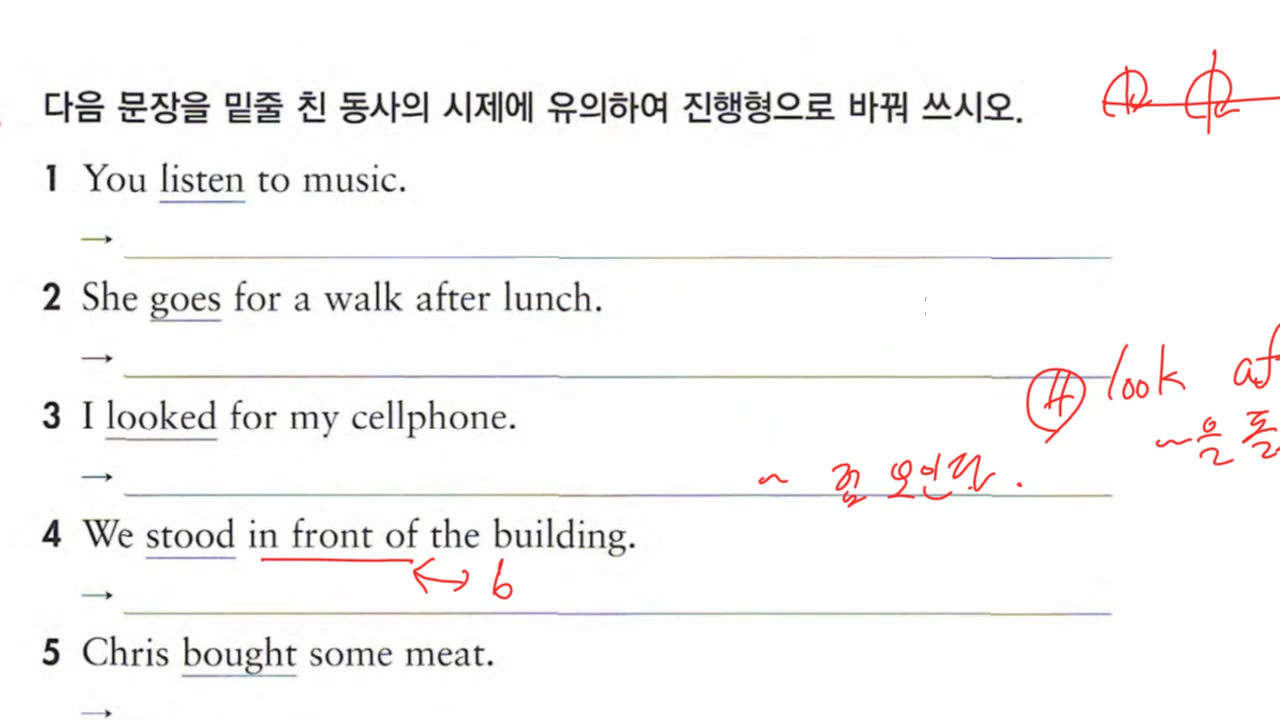 다음 문장을 밑줄 친 동사의 시제에 유의하여 진행형으로 바꿔 쓰시오.
1 You listen to music.
→
2 She goes for a walk after lunch.
→
look af
3 I looked for my cellphone.
~을 돌
→
4 We stood in front of the building.
↔ b
→
5 Chris bought some meat.
→